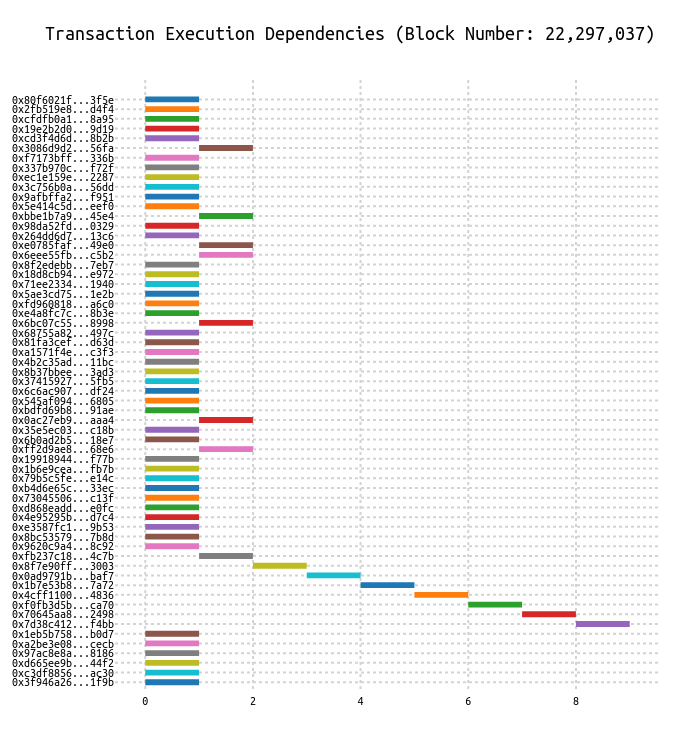 Transaction Execution Dependencies (Block Number: 22,297,037)
0x80f6021f...3f5e
0x2fb519e8...d4f4
0xcfdfb0a1...8a95
0x19e2b2d0...9d19
0xcd3f4d6d...8b2b
0x3086d9d2...56fa
0xf7173bff...336b
0x337b970c...f72f
0xec1e159e...2287
0x3c756b0a...56dd
0x9afbffa2...f951
0x5e414c5d...eef0
0xbbe1b7a9...45e4
0x98da52fd...0329
0x264dd6d7...13c6
0xe0785faf...49e0
0x6eee55fb...c5b2
0x8f2edebb...7eb7
0x18d8cb94...e972
0x71ee2334...1940
0x5ae3cd75...1e2b
0xfd960818...a6c0
0xe4a8fc7c...8b3e
0x6bc07c55...8998
0x68755a82...497c
0x81fa3cef...d63d
0xa1571f4e...c3f3
0x4b2c35ad...11bc
0x8b37bbee...3ad3
0x37415927...5fb5
0x6c6ac907...df24
0x545af094...6805
0xbdfd69b8...91ae
0x0ac27eb9...aaa4
0x35e5ec03...c18b
0x6b0ad2b5...18e7
0xff2d9ae8...68e6
0x19918944...f77b
0x1b6e9cea...fb7b
0x79b5c5fe...e14c
0xb4d6e65c...33ec
0x73045506...c13f
0xd868eadd...e0fc
0x4e95295b...d7c4
0xe3587fc1...9b53
0x8bc53579...7b8d
0x9620c9a4...8c92
0xfb237c18...4c7b
0x8f7e90ff...3003
0x0ad9791b...baf7
0x1b7e53b8...7a72
0x4cff1100...4836
0xf0fb3d5b...ca70
0x70645aa8...2498
0x7d38c412...f4bb
0x1eb5b758...b0d7
0xa2be3e08...cecb
0x97ac8e8a...8186
0xd665ee9b...44f2
0xc3df8856...ac30
0x3f946a26...1f9b
0 2 4 6 8